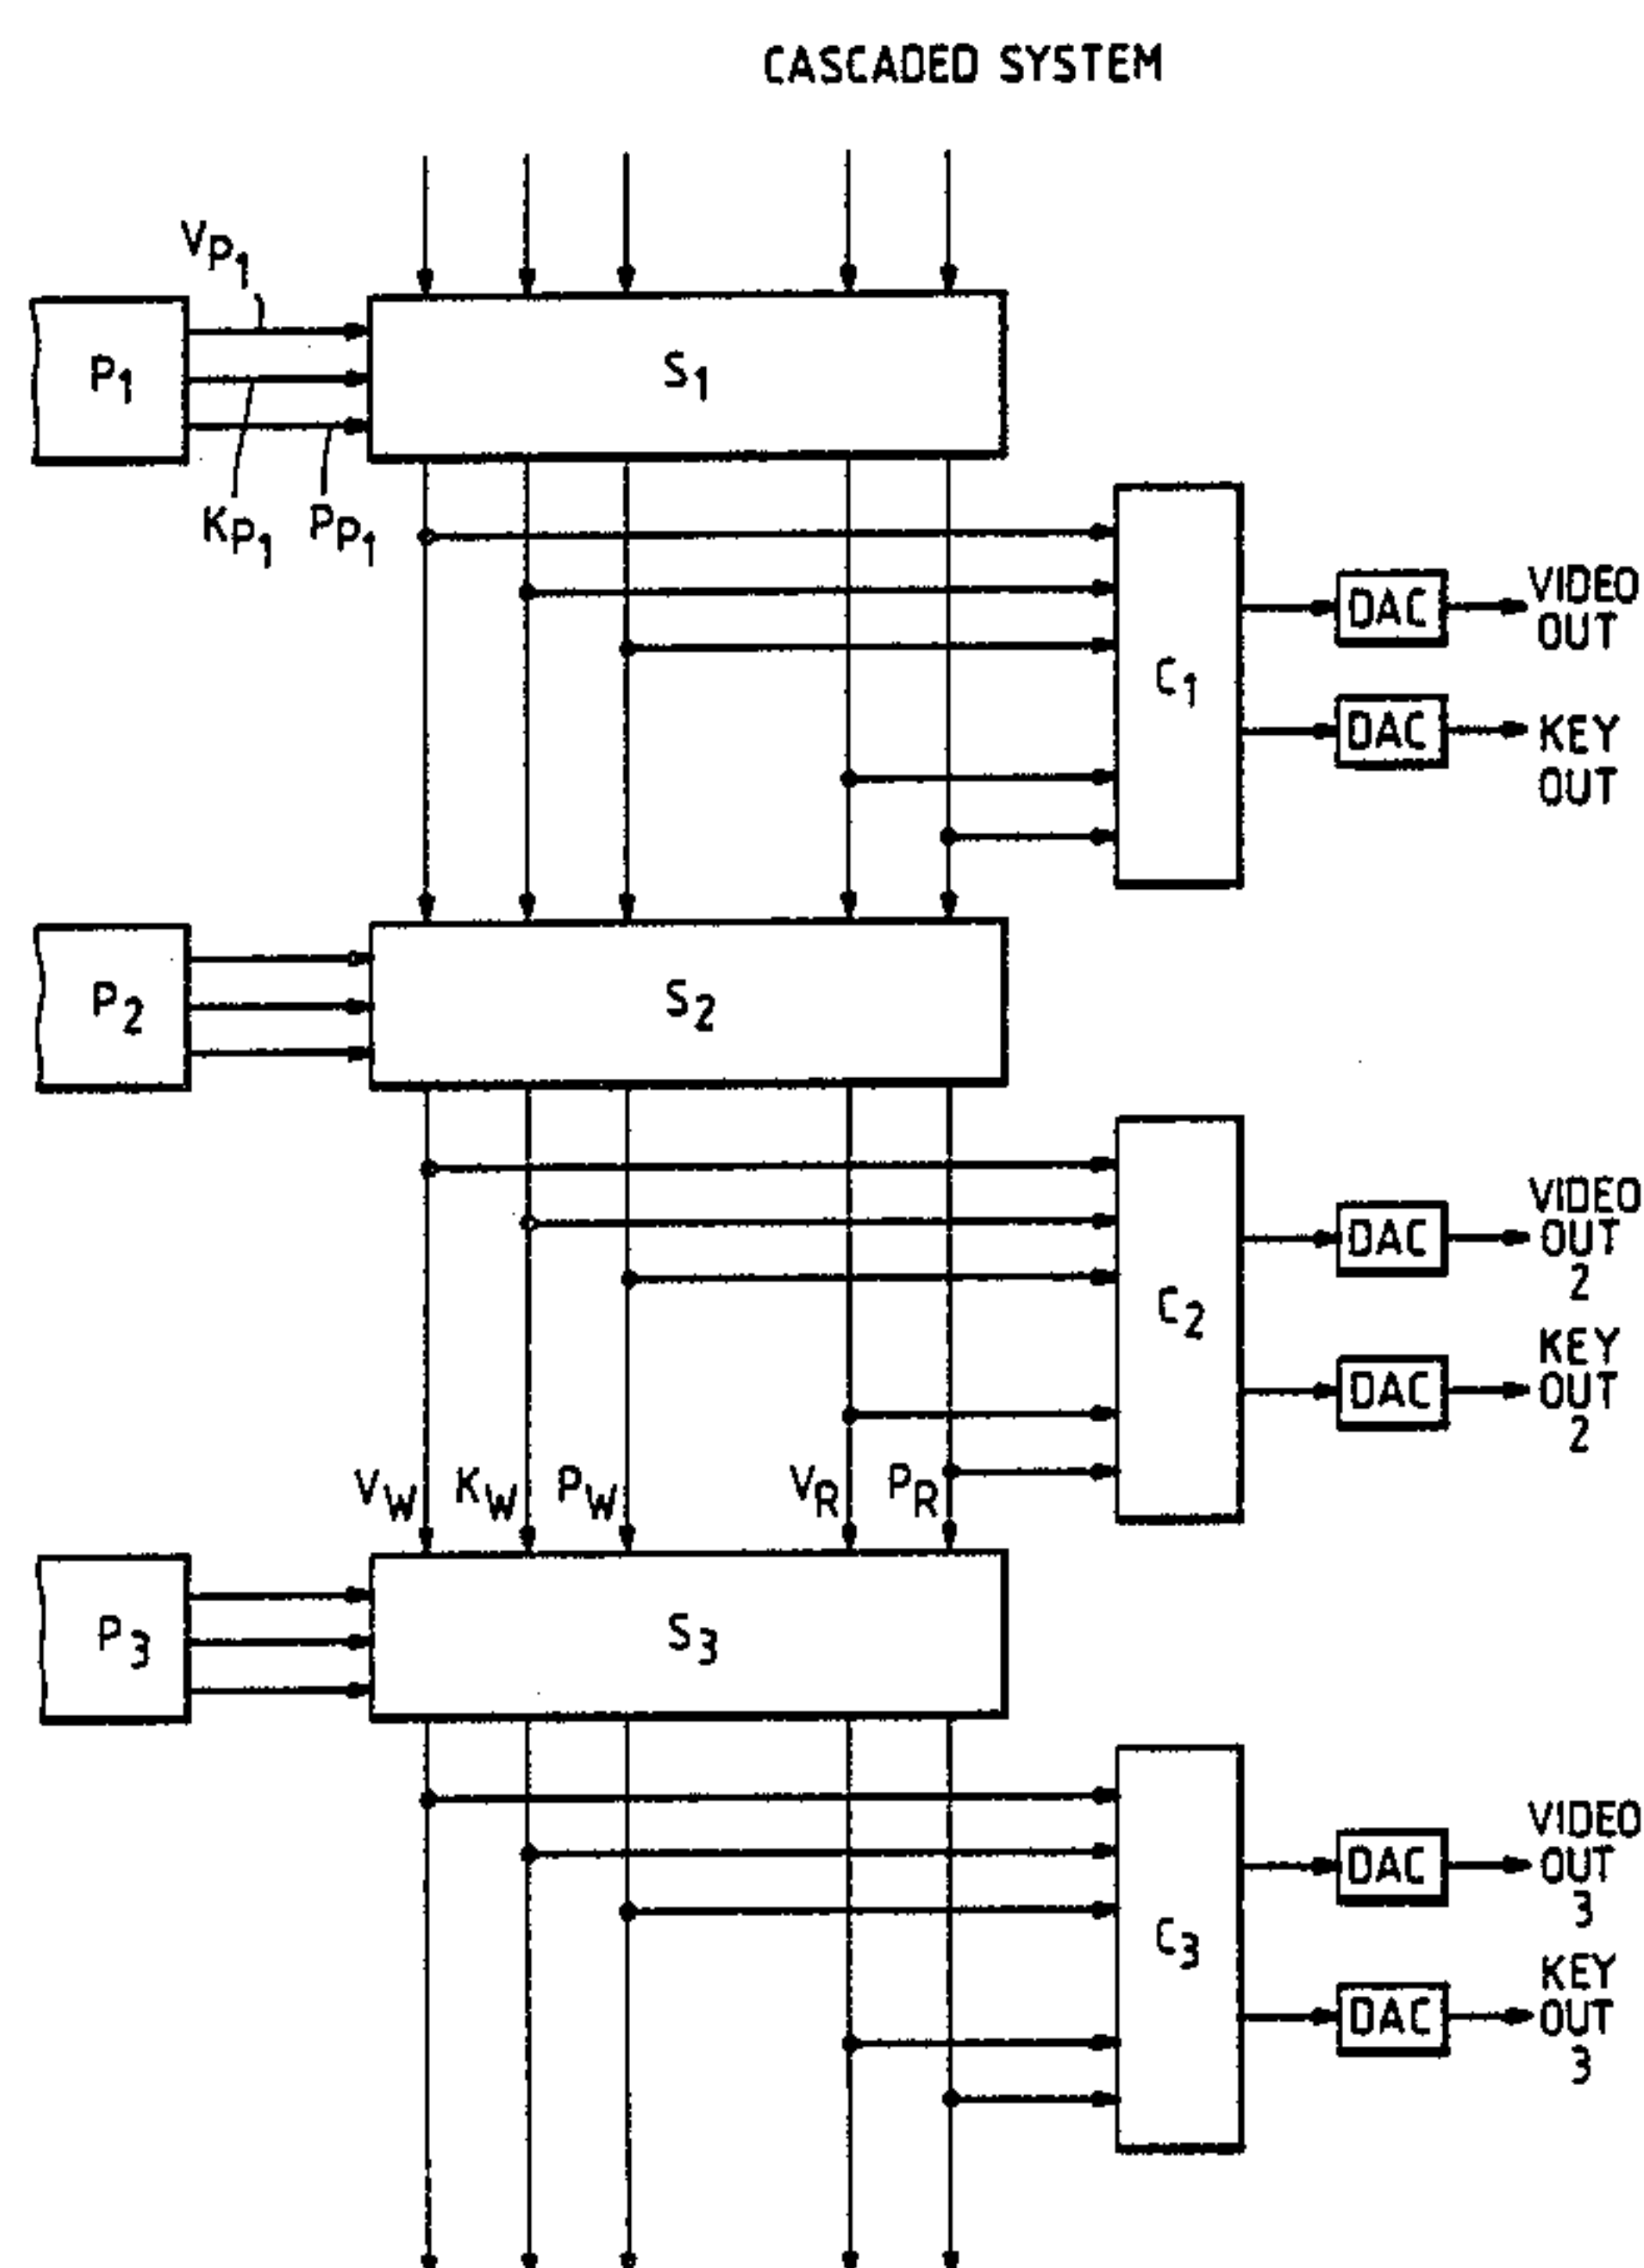 CASCADED SYSTEM
VP1
P1
S1
KP1 PP1
C1
DAC
VIDEO
OUT
DAC
KEY
OUT
P2
S2
C2
DAC
VIDEO
OUT
2
DAC
KEY
OUT
2
VW KW PW VR PR
P3
S3
C3
DAC
VIDEO
OUT
3
DAC
KEY
OUT
3